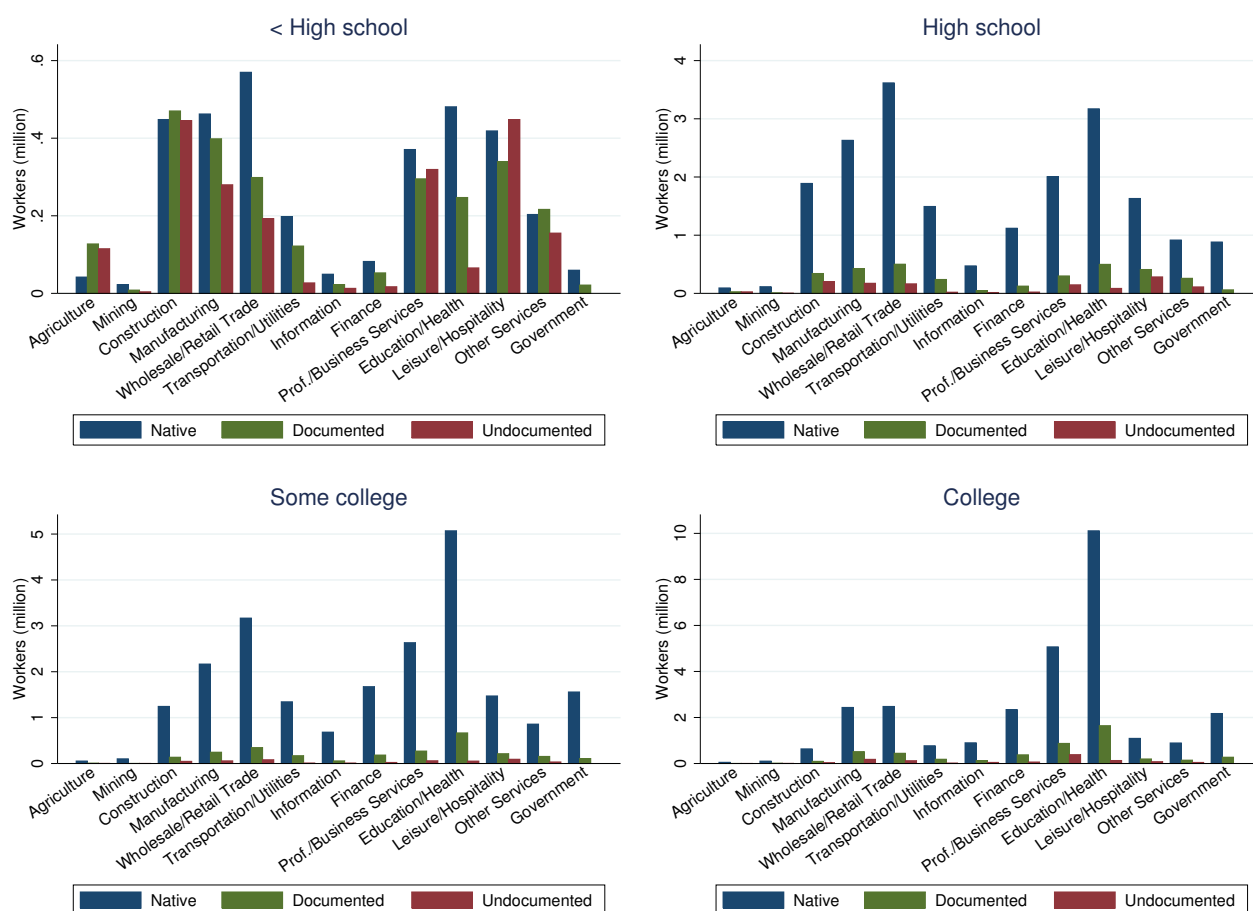 < High school
Workers (million)
.6
.4
.2
0
Agriculture
Mining
Construction
Manufacturing
Wholesale/Retail Trade
Transportation/Utilities
Information
Finance
Prof./Business Services
Education/Health
Leisure/Hospitality
Other Services
Government
Native Documented Undocumented
High school
Workers (million)
4
3
2
1
0
Agriculture
Mining
Construction
Manufacturing
Wholesale/Retail Trade
Transportation/Utilities
Information
Finance
Prof./Business Services
Education/Health
Leisure/Hospitality
Other Services
Government
Native Documented Undocumented
Some college
Workers (million)
5
4
3
2
1
0
Agriculture
Mining
Construction
Manufacturing
Wholesale/Retail Trade
Transportation/Utilities
Information
Finance
Prof./Business Services
Education/Health
Leisure/Hospitality
Other Services
Government
Native Documented Undocumented
College
Workers (million)
10
8
6
4
2
0
Agriculture
Mining
Construction
Manufacturing
Wholesale/Retail Trade
Transportation/Utilities
Information
Finance
Prof./Business Services
Education/Health
Leisure/Hospitality
Other Services
Government
Native Documented Undocumented